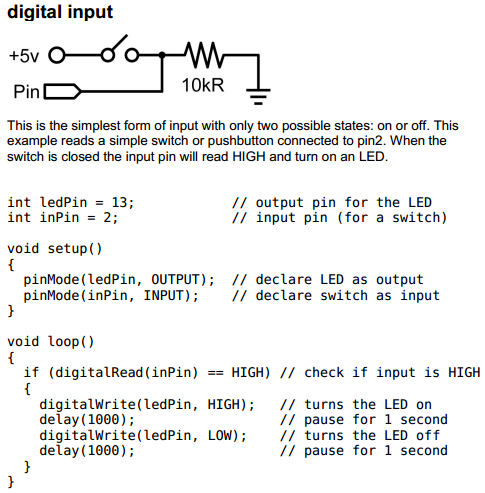 digital input
+5v
Pin
10kR
This is the simplest form of input with only two possible states: on or off. This
example reads a simple switch or pushbutton connected to pin2. When the
switch is closed the input pin will read HIGH and turn on an LED.
int ledPin = 13;            // output pin for the LED
int inPin = 2;              // input pin (for a switch)
void setup()
{
  pinMode(ledPin, OUTPUT);  // declare LED as output
  pinMode(inPin, INPUT);    // declare switch as input
}
void loop()
{
  if (digitalRead(inPin) == HIGH) // check if input is HIGH
  {
    digitalWrite(ledPin, HIGH);   // turns the LED on
    delay(1000);                  // pause for 1 second
    digitalWrite(ledPin, LOW);    // turns the LED off
    delay(1000);                  // pause for 1 second
  }
}